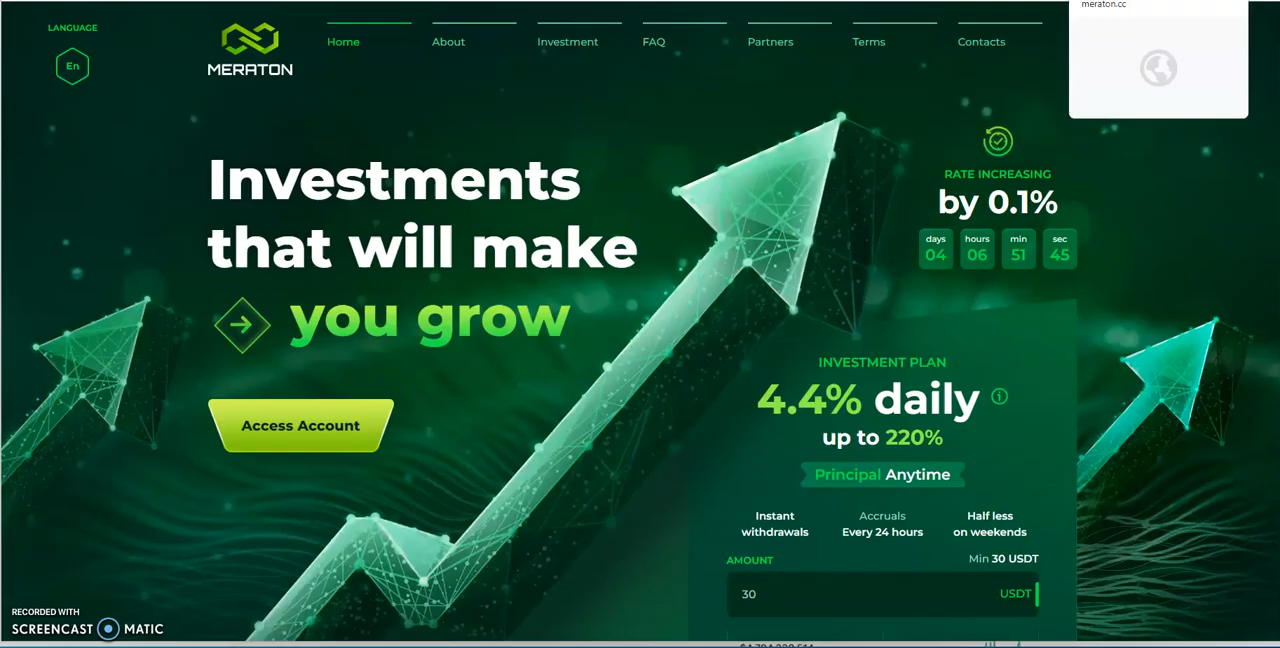 meraton.cc
LANGUAGE
En
MERATON
Home
About
Investment
FAQ
Partners
Terms
Contacts
Investments
that will make
you grow
Access Account
RATE INCREASING
by 0.1%
days
04
hours
06
min
51
sec
45
INVESTMENT PLAN
4.4% daily
up to 220%
Principal Anytime
Instant
withdrawals
Accruals
Every 24 hours
Half less
on weekends
AMOUNT
Min 30 USDT
30
USDT
RECORDED WITH
SCREENCAST MATIC